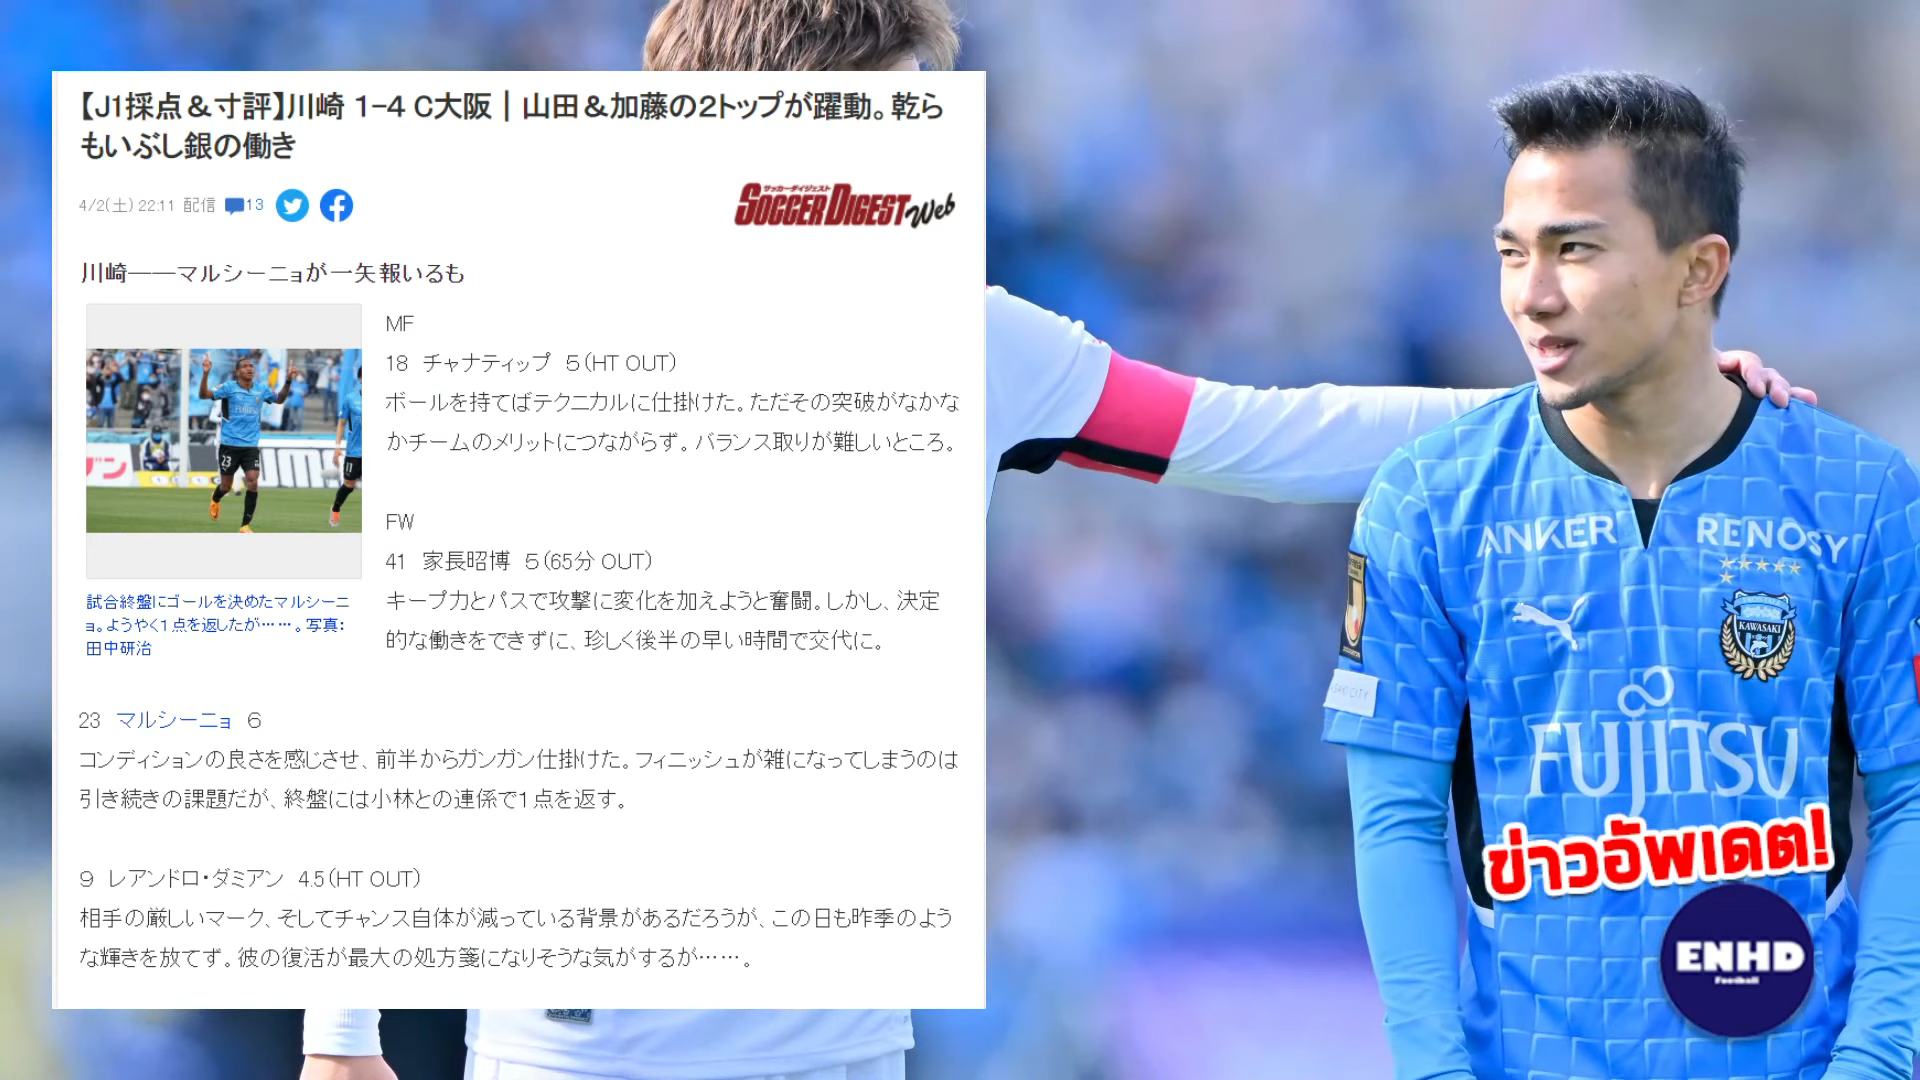 【J1採点＆寸評】川崎 1-4 C大阪｜山田＆加藤の2トップが躍動。乾ら
もいぶし銀の働き
4/2(土) 22:11 配信 13
サッカーダイジェスト
SOCCER DIGEST Web
川崎――マルシーニョが一矢報いるも
MF
18 チャナティップ 5(HT OUT)
ボールを持てばテクニカルに仕掛けた。ただその突破がなかな
かチームのメリットにつながらず。バランス取りが難しいところ。
FW
41 家長昭博 5(65分 OUT)
キープ力とパスで攻撃に変化を加えようと奮闘。しかし、決定
的な働きをできずに、珍しく後半の早い時間で交代に。
試合終盤にゴールを決めたマルシーニ
ョ。ようやく1点を返したが……。写真：
田中研治
23 マルシーニョ 6
コンディションの良さを感じさせ、前半からガンガン仕掛けた。フィニッシュが雑になってしまうのは
引き続きの課題だが、終盤には小林との連係で1点を返す。
9 レアンドロ・ダミアン 4.5(HT OUT)
相手の厳しいマーク、そしてチャンス自体が減っている背景があるだろうが、この日も昨季のよう
な輝きを放てず。彼の復活が最大の処方箋になりそうな気がするが……。
ANKER RENOSY
KAWASAKI
FUJITSU
ข่าวอัพเดต!
ENHD
Football